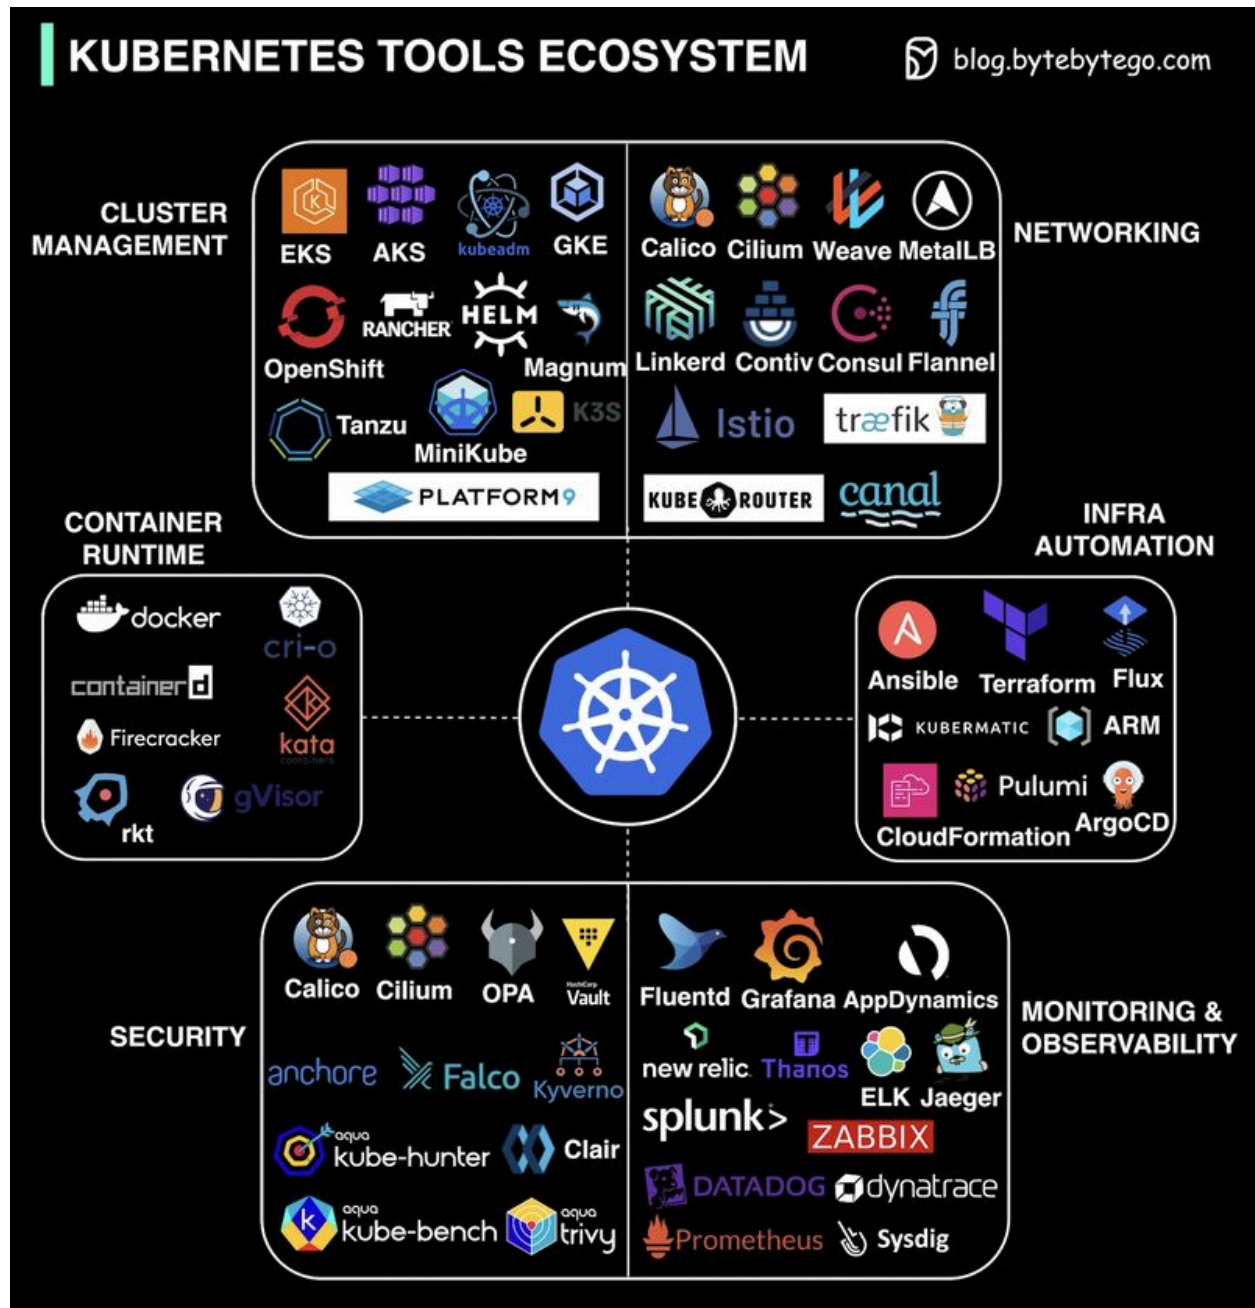 KUBERNETES TOOLS ECOSYSTEM
blog.bytebytego.com
CLUSTER
MANAGEMENT
EKS
AKS
kubeadm
GKE
OpenShift
RANCHER
HELM
Magnum
Tanzu
MiniKube
K3S
PLATFORM9
NETWORKING
Calico
Cilium
Weave
MetalLB
Linkerd
Contiv
Consul
Flannel
Istio
træfik
KUBE ROUTER
canal
CONTAINER
RUNTIME
docker
cri-o
containerd
Firecracker
kata
containers
rkt
gVisor
INFRA
AUTOMATION
Ansible
Terraform
Flux
KUBERMATIC
ARM
CloudFormation
Pulumi
ArgoCD
SECURITY
Calico
Cilium
OPA
HashiCorp
Vault
anchore
Falco
Kyverno
aqua
kube-hunter
Clair
aqua
kube-bench
aqua
trivy
MONITORING &
OBSERVABILITY
Fluentd
Grafana
AppDynamics
new relic
Thanos
ELK
Jaeger
splunk>
ZABBIX
DATADOG
dynatrace
Prometheus
Sysdig